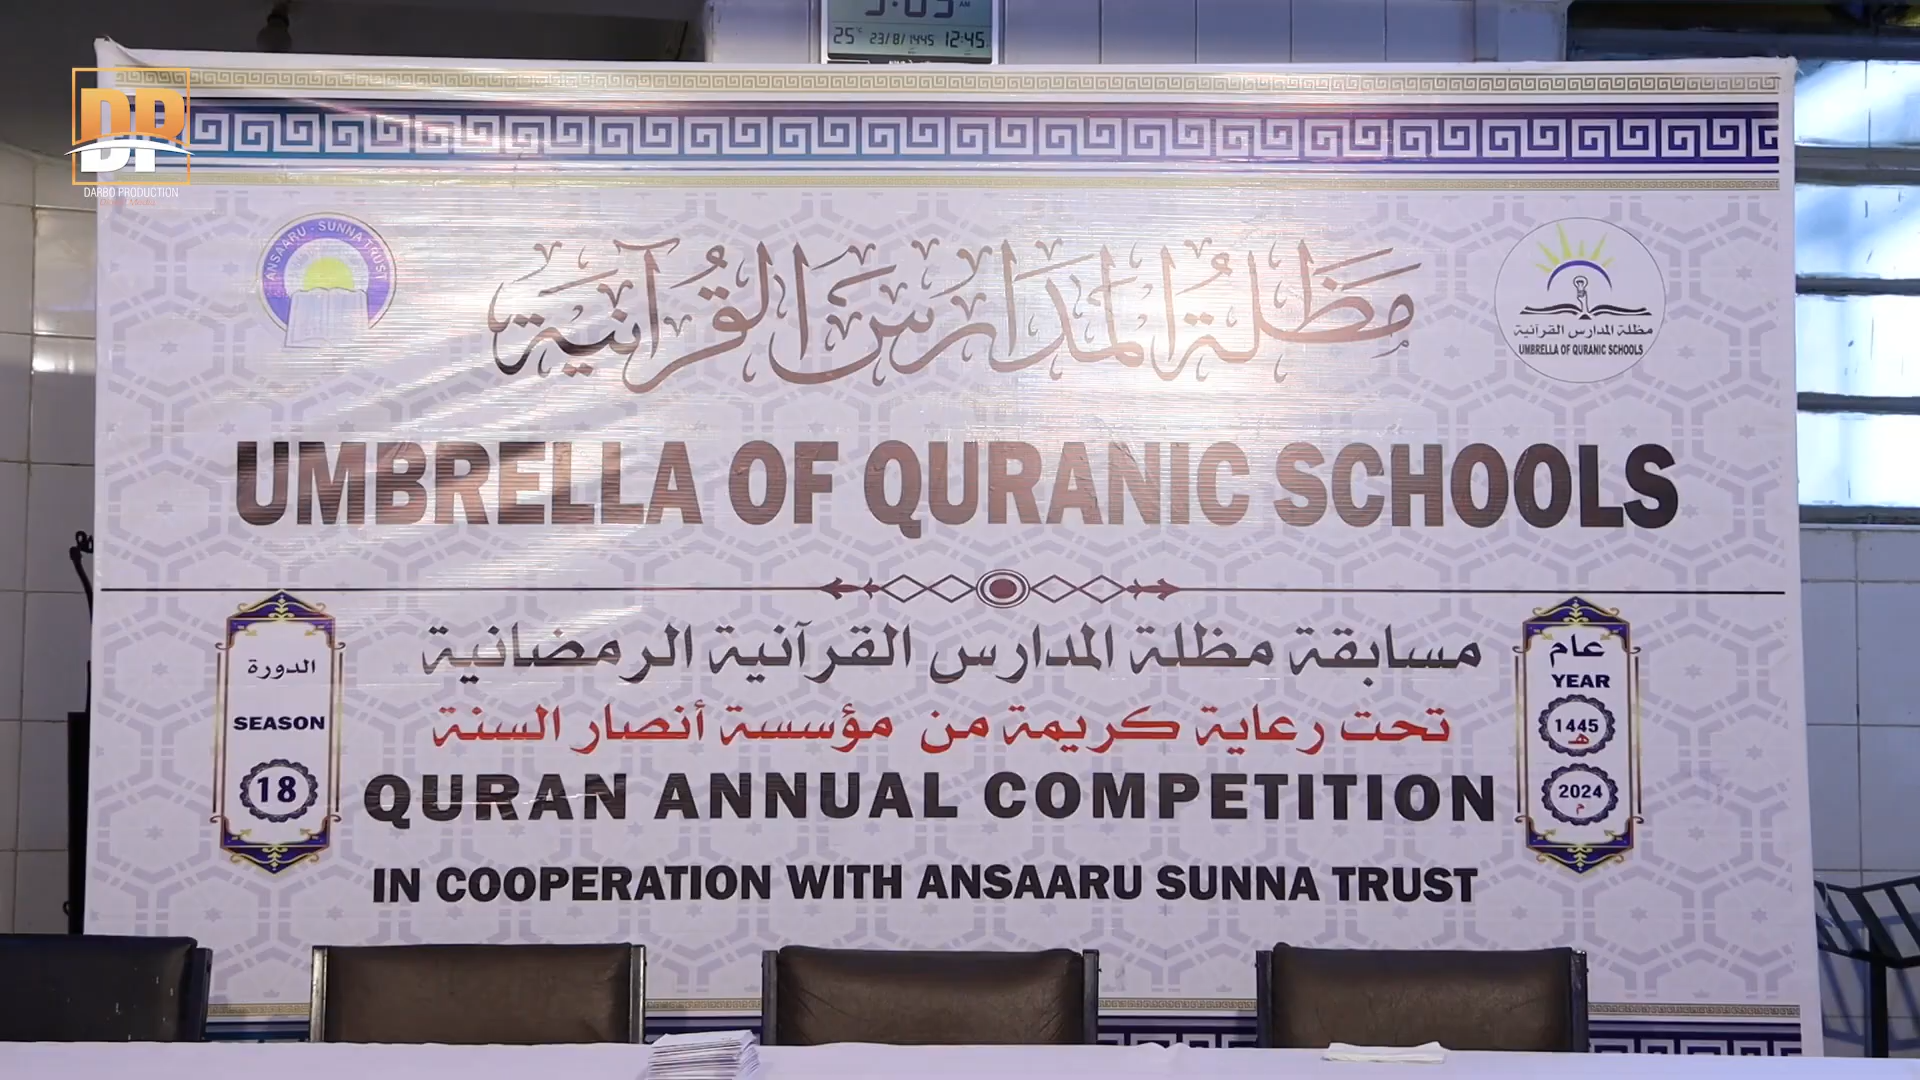 25°c 23/8/1445 12:45
DP
DARBO PRODUCTION
ANSAARU - SUNNA TRUST
مظلة المدارس القرآنية
مظلة المدارس القرآنية
UMBRELLA OF QURANIC SCHOOLS
UMBRELLA OF QURANIC SCHOOLS
الدورة
SEASON
18
مسابقة مظلة المدارس القرآنية الرمضانية
تحت رعاية كريمة من مؤسسة أنصار السنة
QURAN ANNUAL COMPETITION
IN COOPERATION WITH ANSAARU SUNNA TRUST
عام
YEAR
1445
هـ
2024
م